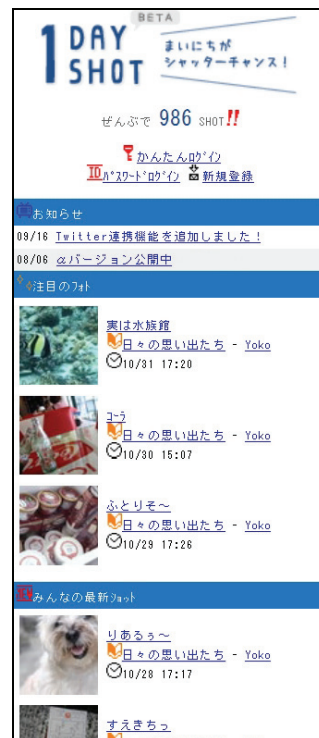 BETA
1 DAY SHOT
まいにちが
シャッターチャンス!
ぜんぶで 986 SHOT!!
かんたんﾛｸﾞｲﾝ
ID ﾊﾟｽﾜｰﾄﾞﾛｸﾞｲﾝ 新規登録
お知らせ
09/16 Twitter連携機能を追加しました!
08/06 αバージョン公開中
注目のﾌｫﾄ
実は水族館
日々の思い出たち - Yoko
10/31 17:20
ｺｰﾗ
日々の思い出たち - Yoko
10/30 15:07
ふとりそ～
日々の思い出たち - Yoko
10/29 17:26
みんなの最新ｼｮｯﾄ
りあるぅ～
日々の思い出たち - Yoko
10/28 17:17
すえきちっ